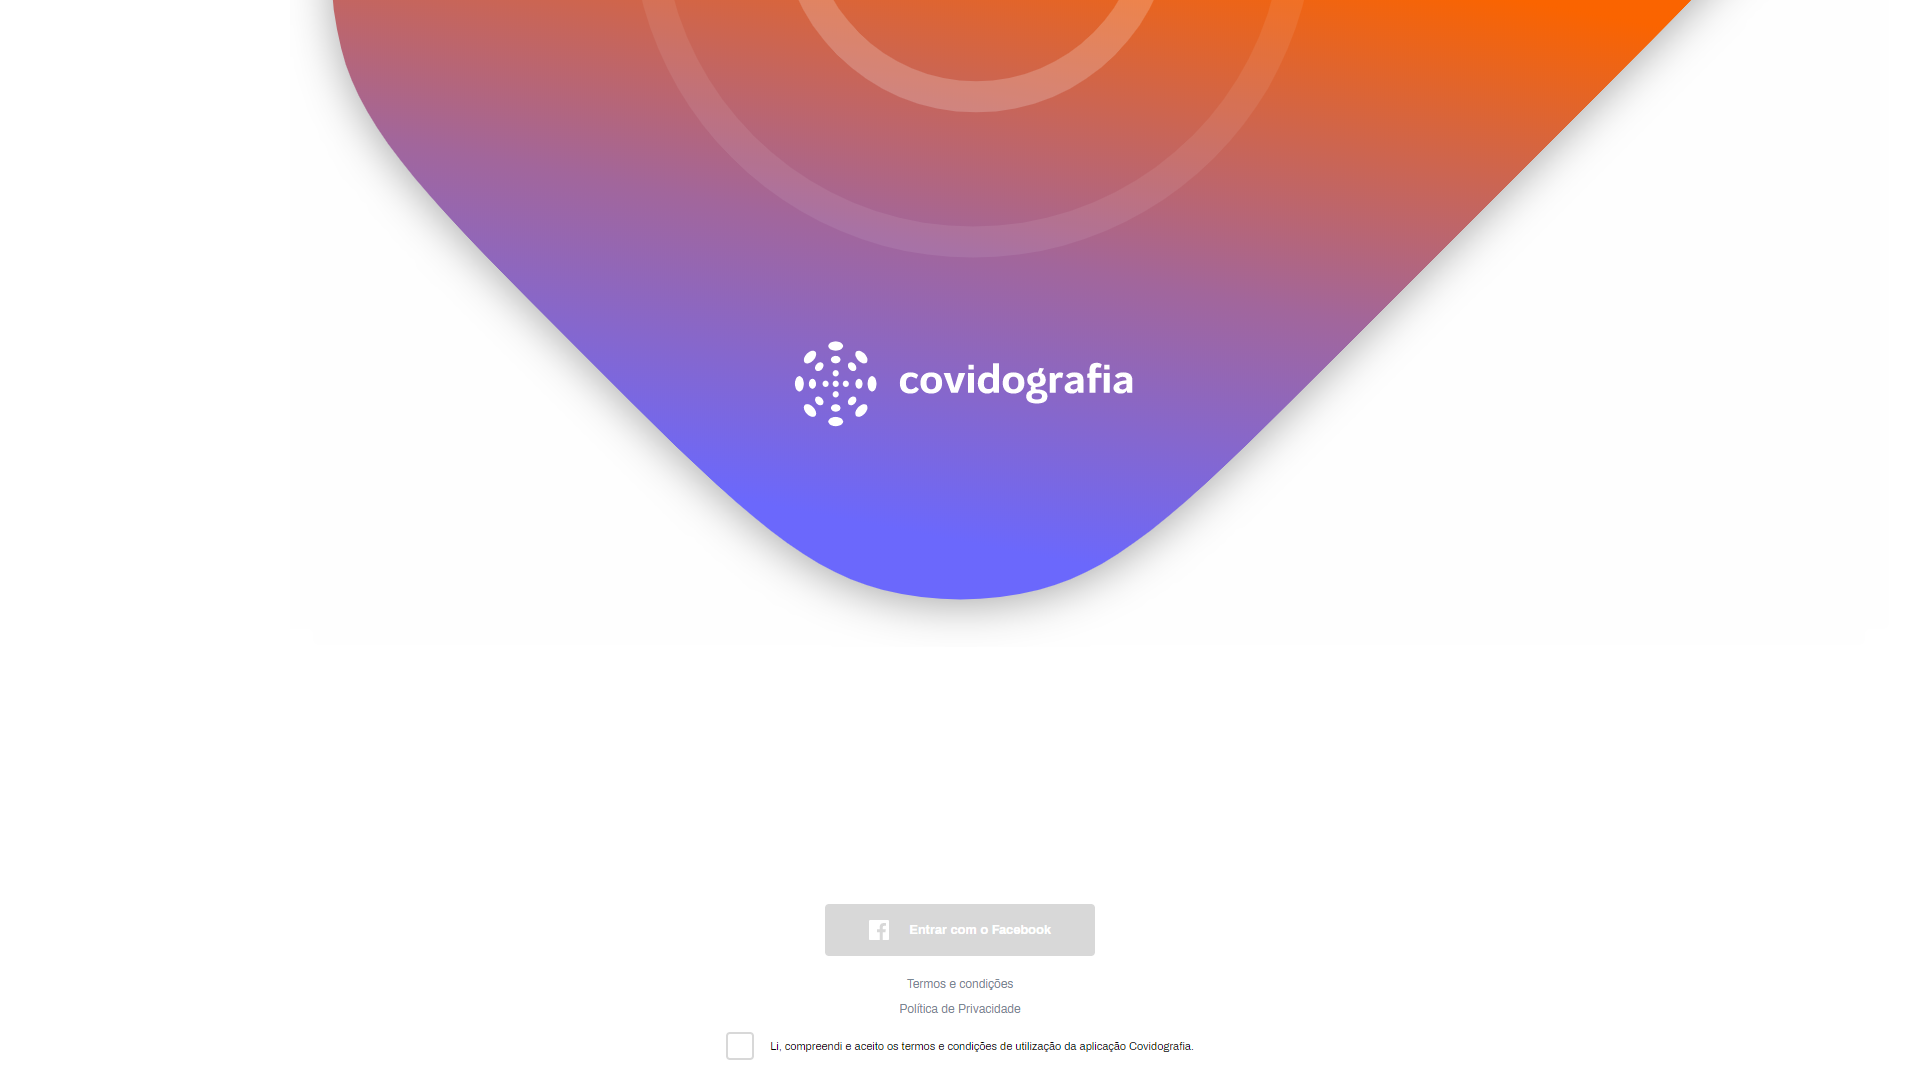 covidografia
Entrar com o Facebook
Termos e condições
Política de Privacidade
Li, compreendi e aceito os termos e condições de utilização da aplicação Covidografia.